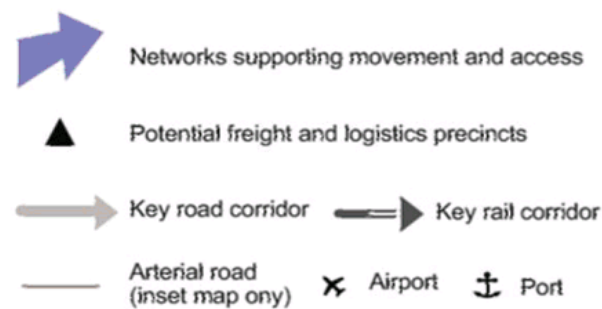 Networks supporting movement and access
Potential freight and logistics precincts
Key road corridor
Key rail corridor
Arterial road
(inset map ony)
Airport
Port